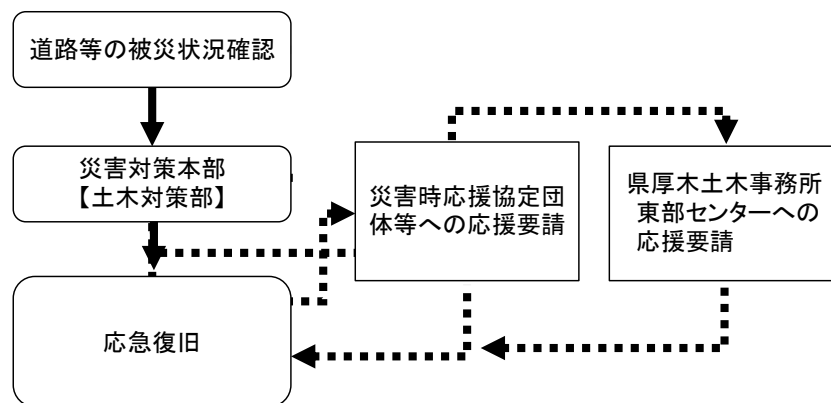 道路等の被災状況確認
災害対策本部
【土木対策部】
災害時応援協定団
体等への応援要請
県厚木土木事務所
東部センターへの
応援要請
応急復旧